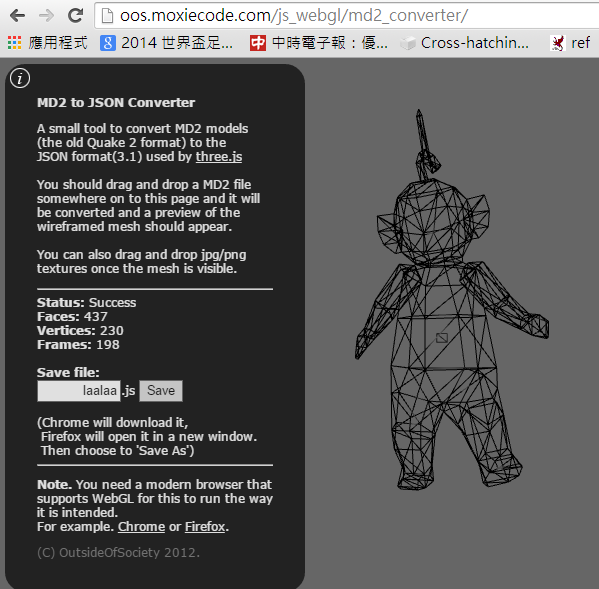 oos.moxiecode.com/js_webgl/md2_converter/
應用程式 2014 世界盃足... 中時電子報：優... Cross-hatchin... ref
i
MD2 to JSON Converter
A small tool to convert MD2 models
(the old Quake 2 format) to the
JSON format(3.1) used by three.js
You should drag and drop a MD2 file
somewhere on to this page and it will
be converted and a preview of the
wireframed mesh should appear.
You can also drag and drop jpg/png
textures once the mesh is visible.
Status: Success
Faces: 437
Vertices: 230
Frames: 198
Save file:
laalaa .js Save
(Chrome will download it,
Firefox will open it in a new window.
Then choose to 'Save As')
Note. You need a modern browser that
supports WebGL for this to run the way
it is intended.
For example. Chrome or Firefox.
(C) OutsideOfSociety 2012.